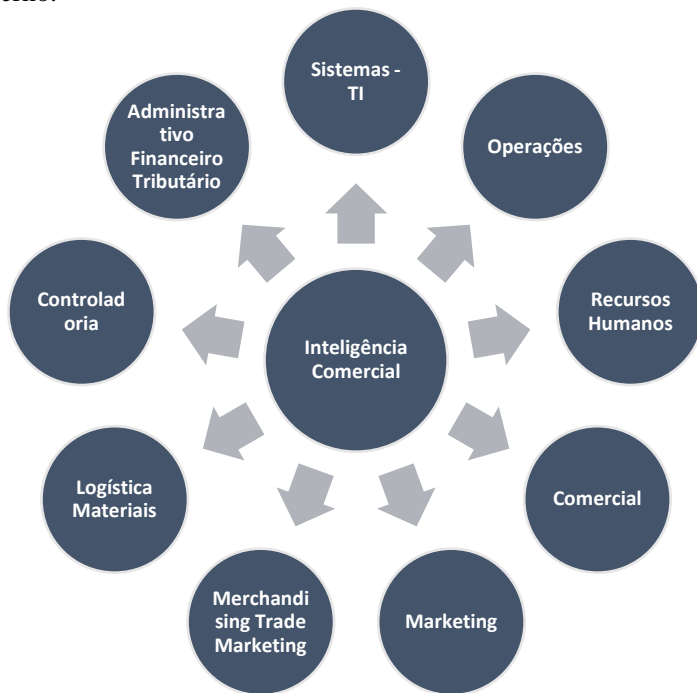 Sistemas -
TI
Operações
Recursos
Humanos
Comercial
Marketing
Merchandi
sing Trade
Marketing
Logística
Materiais
Controlad
oria
Administra
tivo
Financeiro
Tributário
Inteligência
Comercial